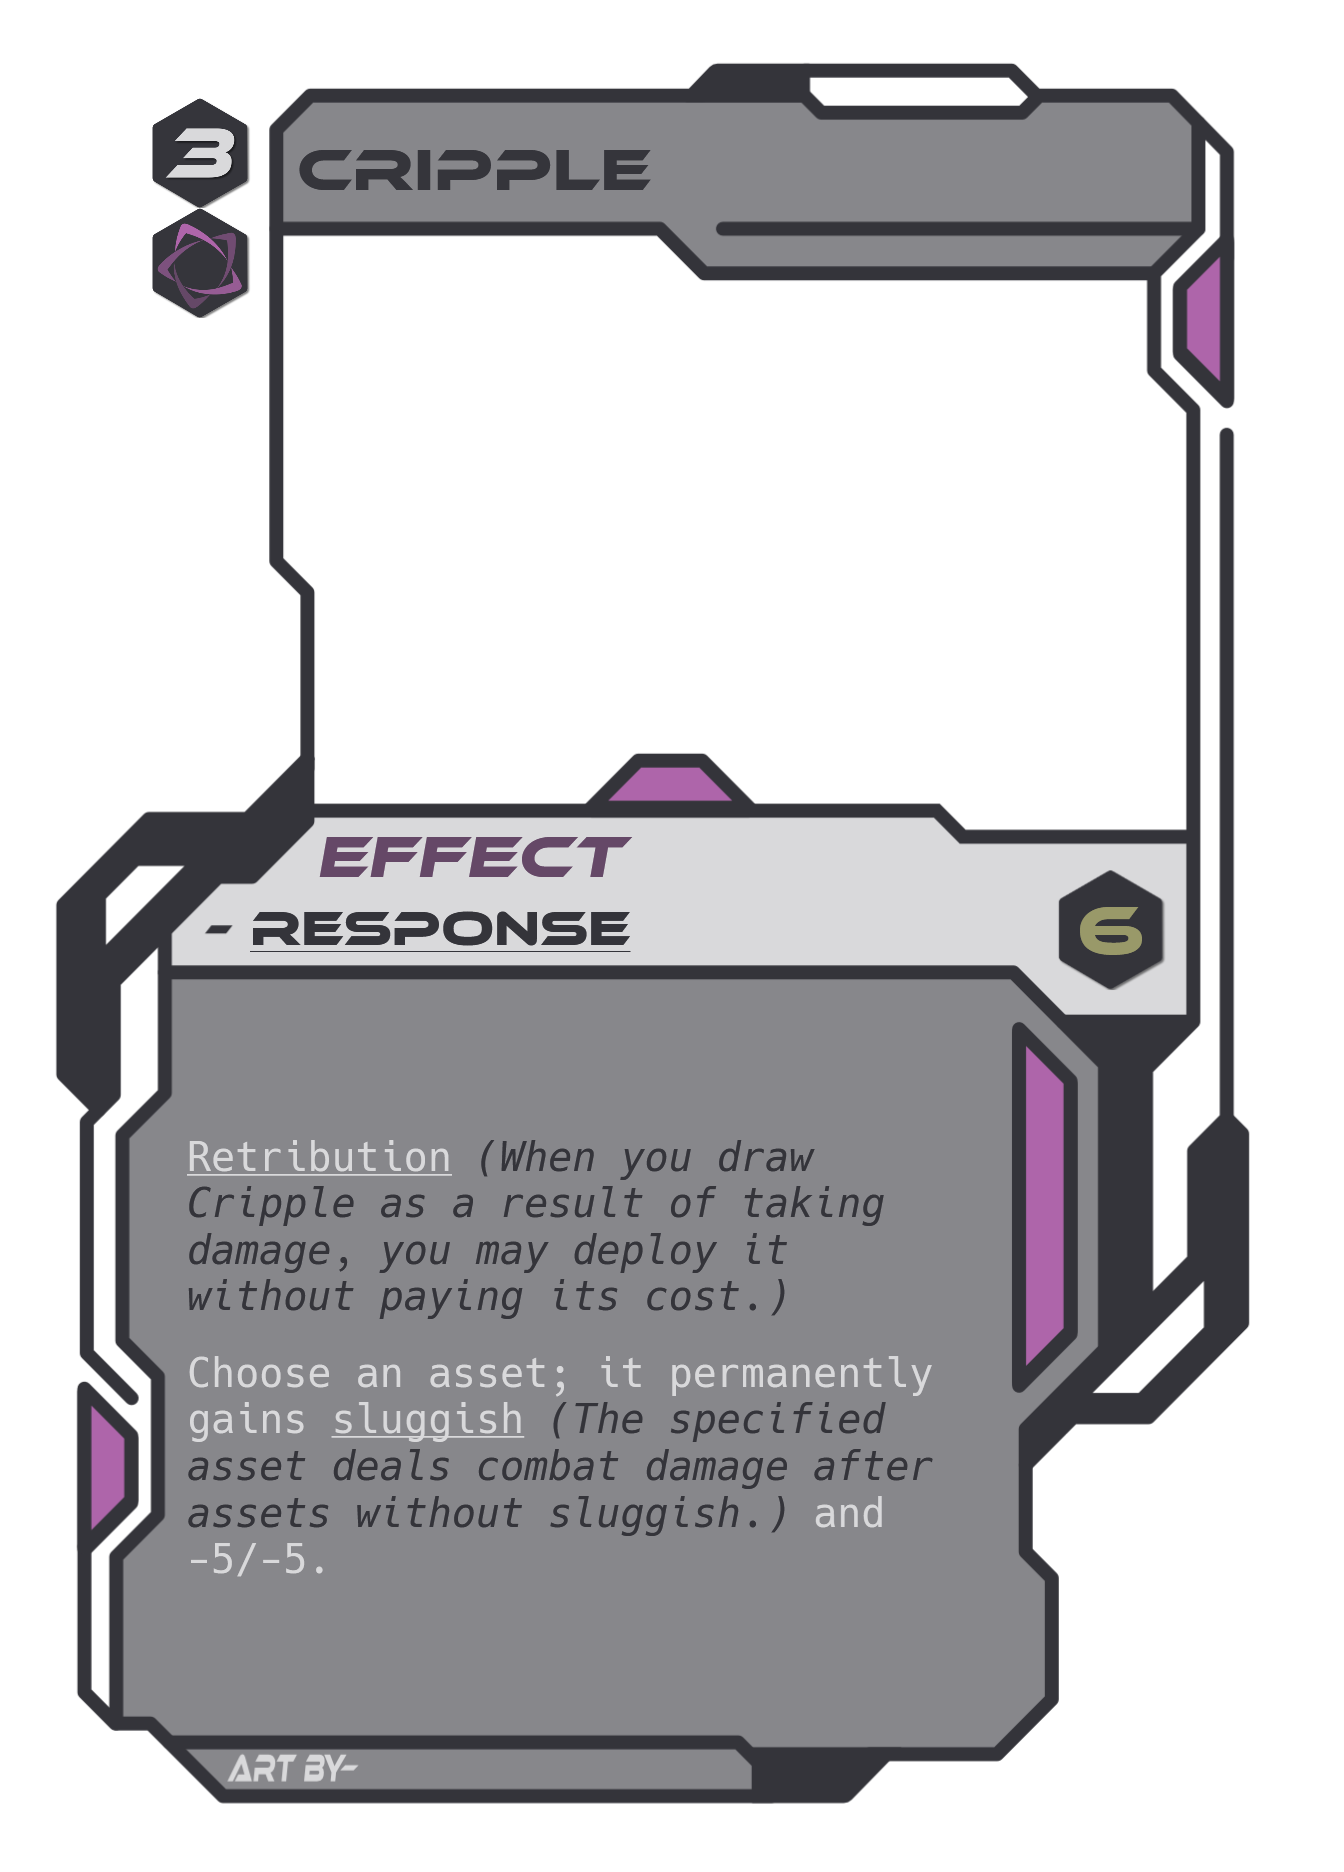 3
CRIPPLE
EFFECT
- RESPONSE
6
Retribution (When you draw
Cripple as a result of taking
damage, you may deploy it
without paying its cost.)
Choose an asset; it permanently
gains sluggish (The specified
asset deals combat damage after
assets without sluggish.) and
-5/-5.
ART BY-